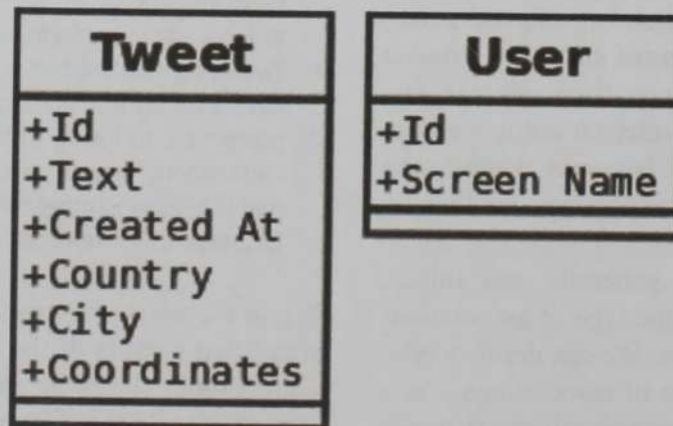 Tweet
+Id
+Text
+Created At
+Country
+City
+Coordinates
User
+Id
+Screen Name